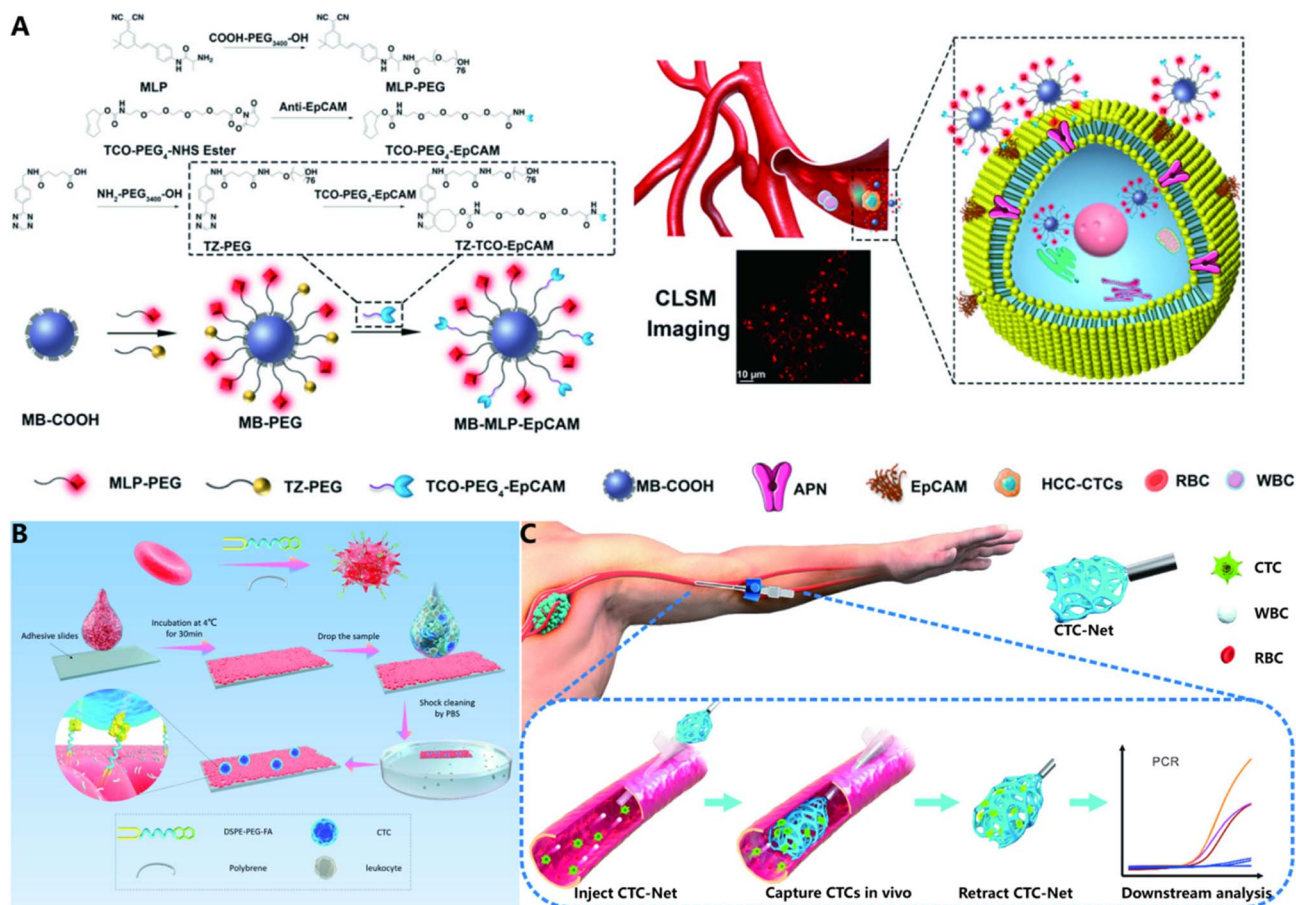 A
NC CN
COOH-PEG3400-OH
NC CN
MLP
MLP-PEG
Anti-EpCAM
TCO-PEG4-NHS Ester
TCO-PEG4-EpCAM
NH2-PEG3400-OH
TCO-PEG4-EpCAM
TZ-PEG
TZ-TCO-EpCAM
MB-COOH
MB-PEG
MB-MLP-EpCAM
CLSM
Imaging
10 μm
MLP-PEG
TZ-PEG
TCO-PEG4-EpCAM
MB-COOH
APN
EpCAM
HCC-CTCs
RBC
WBC
B
Adhesive slides
Incubation at 4℃
for 30min
Drop the sample
Shock cleaning
by PBS
DSPE-PEG-FA
CTC
Polybrene
leukocyte
C
CTC-Net
CTC
WBC
RBC
PCR
Inject CTC-Net
Capture CTCs in vivo
Retract CTC-Net
Downstream analysis